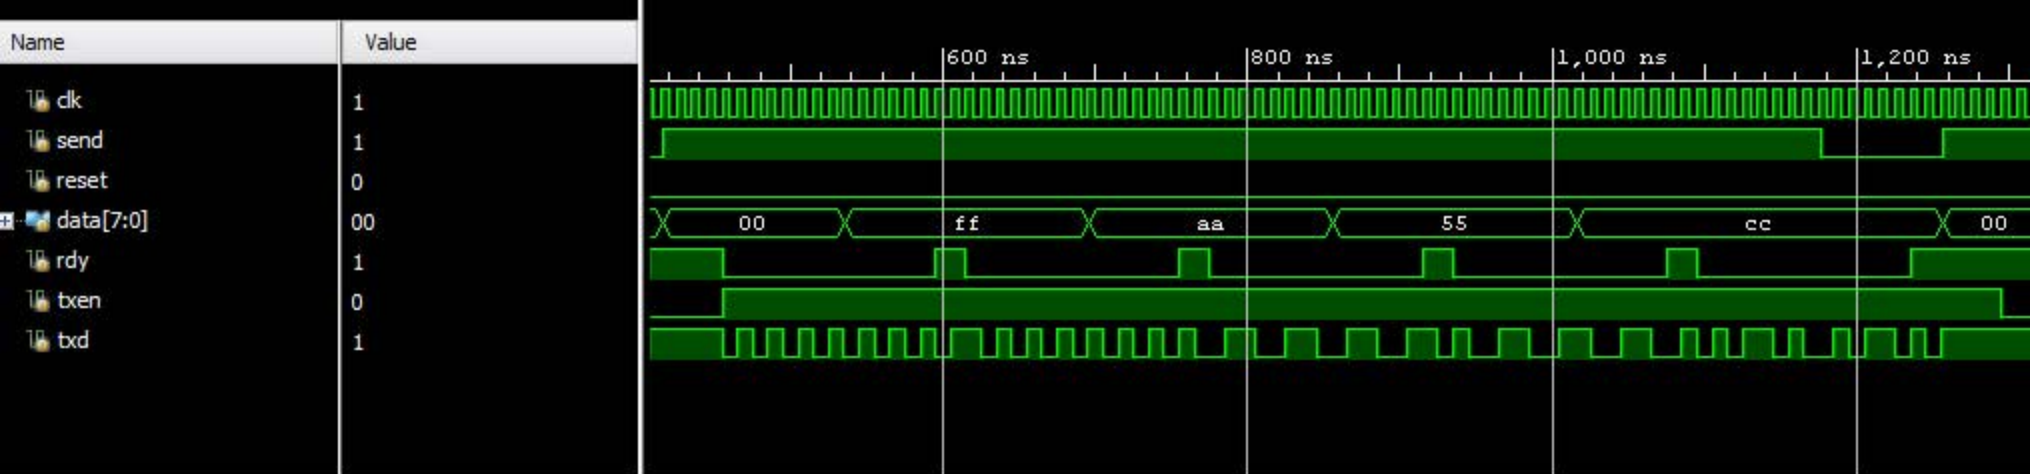 Name Value
600 ns 800 ns 1,000 ns 1,200 ns
clk 1
send 1
reset 0
data[7:0] 00 00 ff aa 55 cc 00
rdy 1
txen 0
txd 1